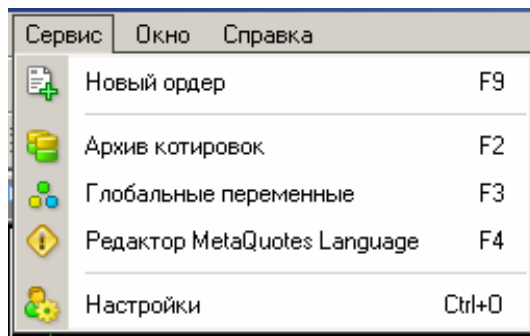 Сервис Окно Справка
Новый ордер F9
Архив котировок F2
Глобальные переменные F3
Редактор MetaQuotes Language F4
Настройки Ctrl+O